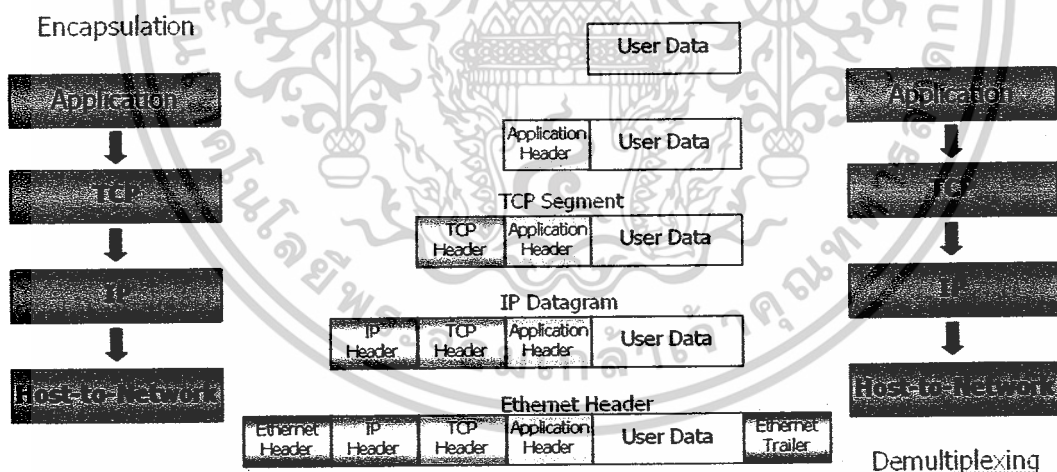 Encapsulation
User Data
Application
Application
Application Header
User Data
TCP Segment
TCP
TCP
TCP Header
Application Header
User Data
IP Datagram
IP
IP
IP Header
TCP Header
Application Header
User Data
Ethernet Header
Host-to-Network
Host-to-Network
Ethernet Header
IP Header
TCP Header
Application Header
User Data
Ethernet Trailer
Demultiplexing